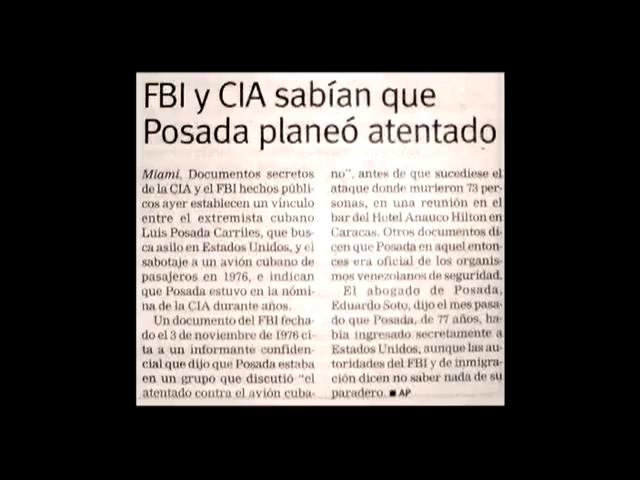 FBI y CIA sabían que
Posada planeó atentado
Miami. Documentos secretos
de la CIA y el FBI hechos públi-
cos ayer establecen un vínculo
entre el extremista cubano
Luis Posada Carriles, que bus-
ca asilo en Estados Unidos, y el
sabotaje a un avión cubano de
pasajeros en 1976, e indican
que Posada estuvo en la nómi-
na de la CIA durante años.
Un documento del FBI fecha-
do el 3 de noviembre de 1976 ci-
ta a un informante confiden-
cial que dijo que Posada estaba
en un grupo que discutió “el
atentado contra el avión cuba-
no”, antes de que sucediese el
ataque donde murieron 73 per-
sonas, en una reunión en el
bar del Hotel Anauco Hilton en
Caracas. Otros documentos di-
cen que Posada en aquel enton-
ces era oficial de los organis-
mos venezolanos de seguridad.
El abogado de Posada,
Eduardo Soto, dijo el mes pasa-
do que Posada, de 77 años, ha-
bía ingresado secretamente a
Estados Unidos, aunque las au-
toridades del FBI y de inmigra-
ción dicen no saber nada de su
paradero. ■ AP